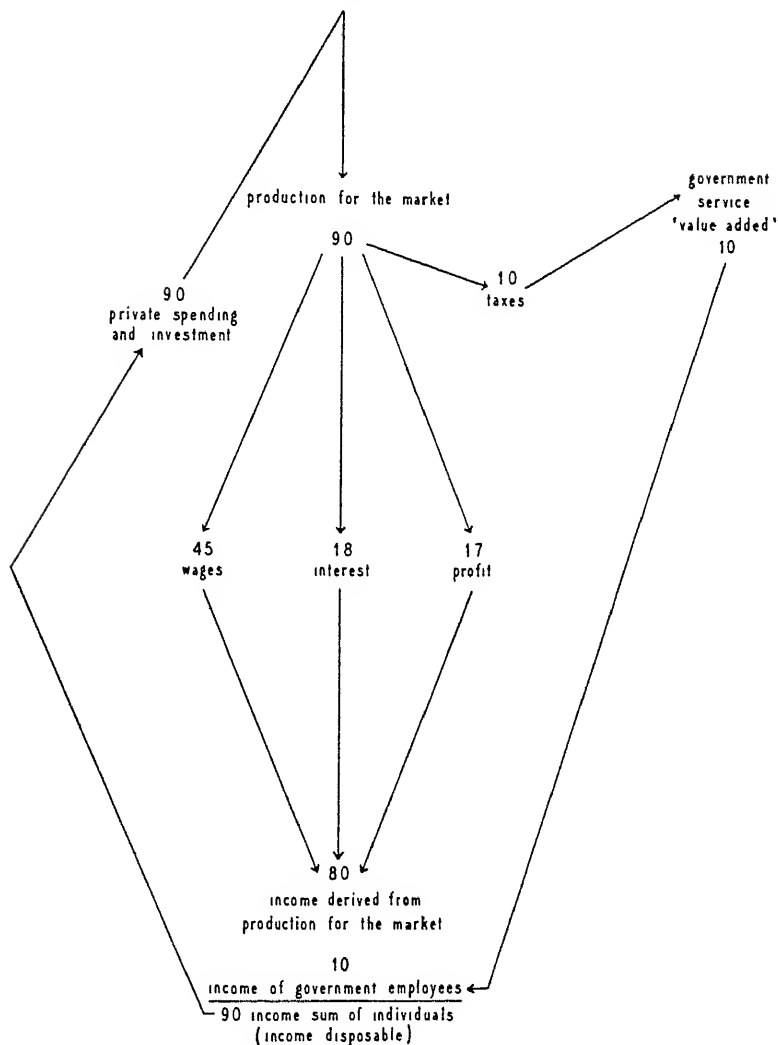 production for the market
90
government
service
'value added'
10
10
taxes
90
private spending
and investment
45
wages
18
interest
17
profit
80
income derived from
production for the market
10
income of government employees
90 income sum of individuals
(income disposable)